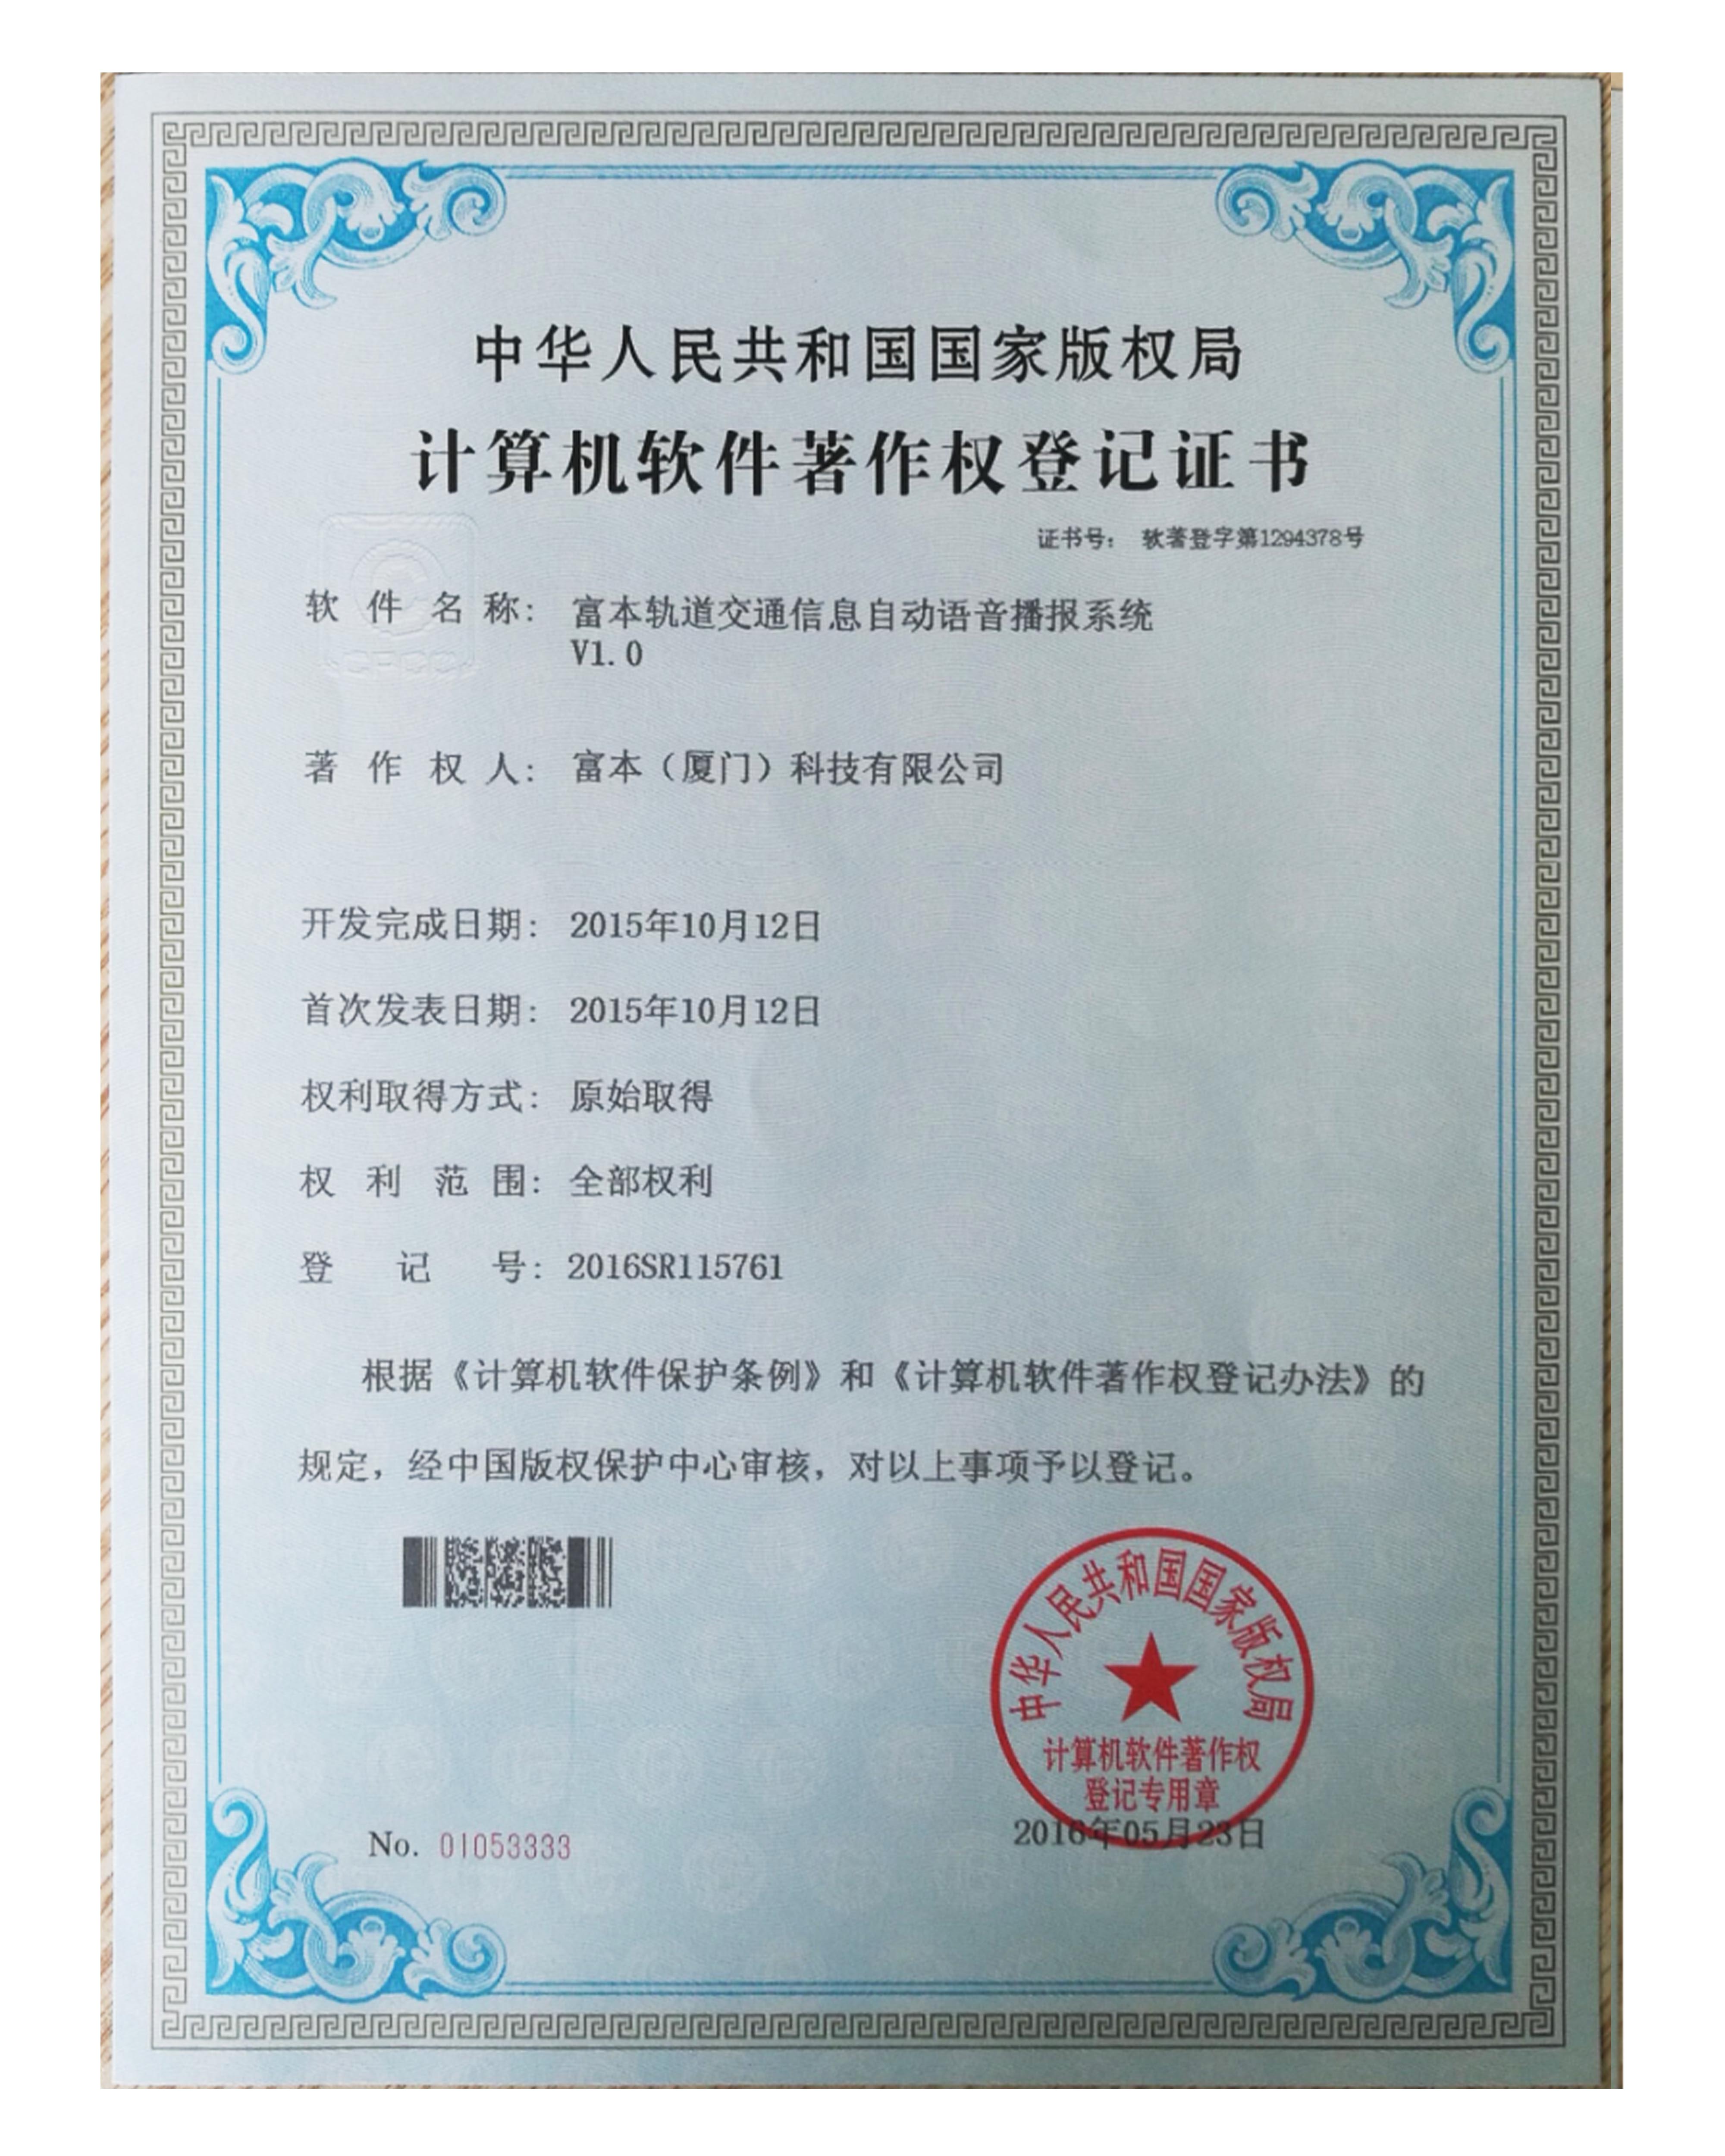 中华人民共和国国家版权局
计算机软件著作权登记证书
证书号： 软著登字第1294378号
软件名称： 富本轨道交通信息自动语音播报系统
V1.0
著作权人： 富本（厦门）科技有限公司
开发完成日期： 2015年10月12日
首次发表日期： 2015年10月12日
权利取得方式： 原始取得
权利范围： 全部权利
登记号： 2016SR115761
根据《计算机软件保护条例》和《计算机软件著作权登记办法》的
规定，经中国版权保护中心审核，对以上事项予以登记。
中华人民共和国国家版权局
计算机软件著作权
登记专用章
No. 01053333
2016年05月23日